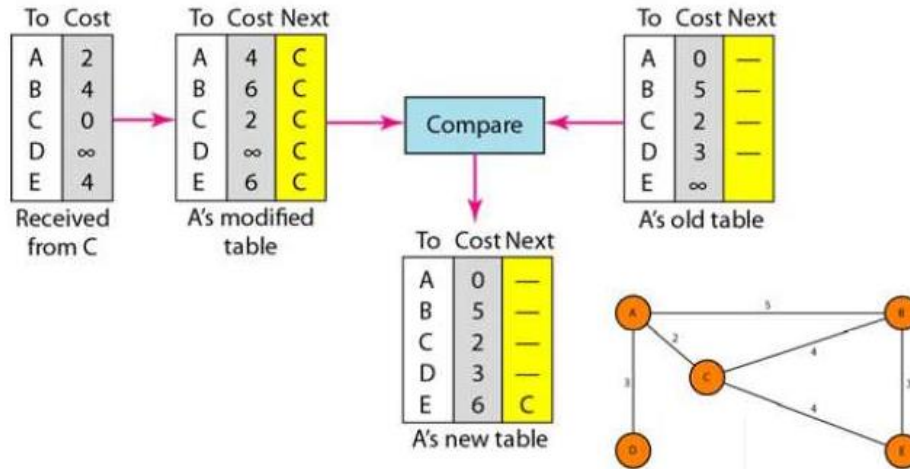 To Cost
A 2
B 4
C 0
D ∞
E 4
Received
from C
To Cost Next
A 4 C
B 6 C
C 2 C
D ∞ C
E 6 C
A's modified
table
Compare
To Cost Next
A 0 —
B 5 —
C 2 —
D 3 —
E ∞
A's old table
To Cost Next
A 0 —
B 5 —
C 2 —
D 3 —
E 6 C
A's new table
A
5
B
2
4
C
3
4
D
E